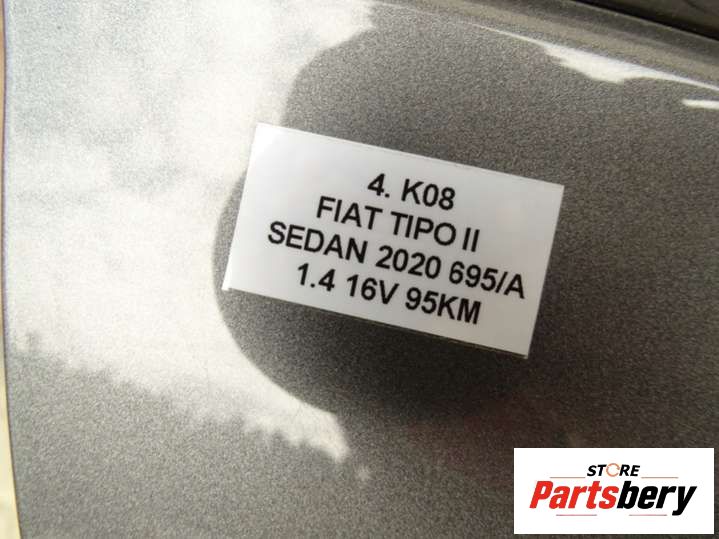 4. K08
FIAT TIPO II
SEDAN 2020 695/A
1.4 16V 95KM
STORE
Partsbery